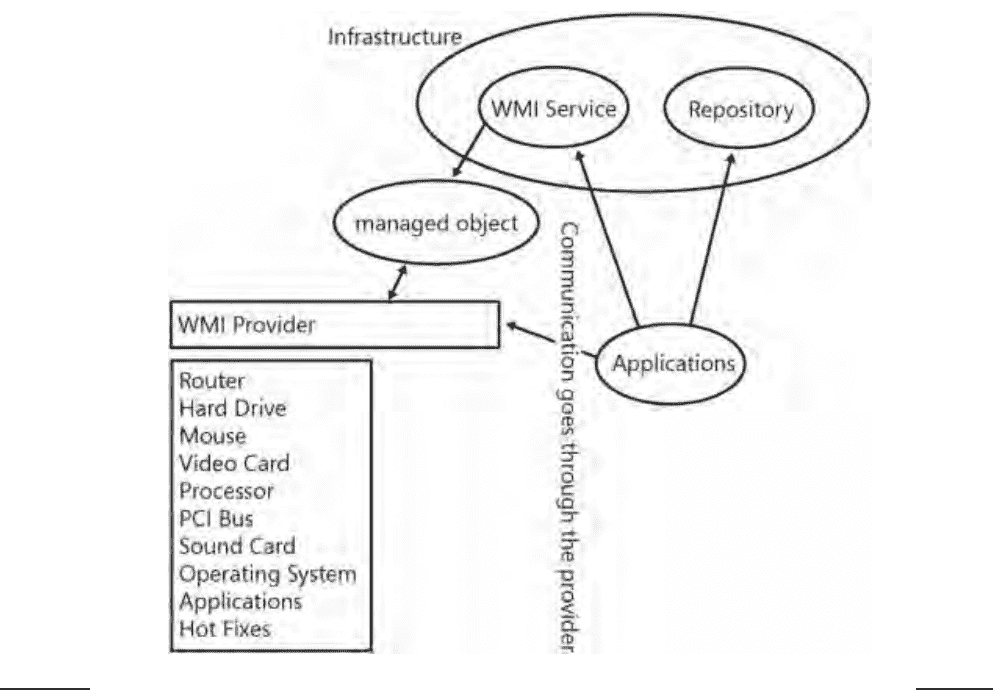 Infrastructure
WMI Service
Repository
managed object
Communication goes through the provider.
WMI Provider
Applications
Router
Hard Drive
Mouse
Video Card
Processor
PCI Bus
Sound Card
Operating System
Applications
Hot Fixes